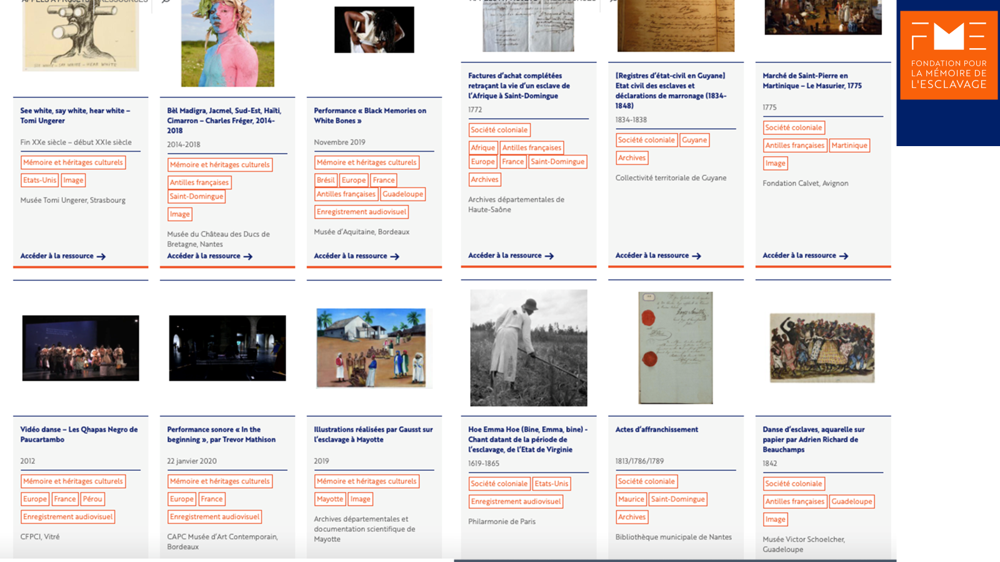 APPELS À PROJETS
RESSOURCES
SEE WHITE – SAY WHITE – HEAR WHITE
See white, say white, hear white –
Tomi Ungerer
Fin XXe siècle – début XXIe siècle
Mémoire et héritages culturels
Etats-Unis Image
Musée Tomi Ungerer, Strasbourg
Accéder à la ressource →
Bèl Madigra, Jacmel, Sud-Est, Haïti,
Cimarron – Charles Fréger, 2014-
2018
2014-2018
Mémoire et héritages culturels
Antilles françaises
Saint-Domingue
Image
Musée du Château des Ducs de
Bretagne, Nantes
Accéder à la ressource →
Performance « Black Memories on
White Bones »
Novembre 2019
Mémoire et héritages culturels
Brésil Europe France
Antilles françaises Guadeloupe
Enregistrement audiovisuel
Musée d’Aquitaine, Bordeaux
Accéder à la ressource →
Factures d’achat complétées
retraçant la vie d’un esclave de
l’Afrique à Saint-Domingue
1772
Société coloniale
Afrique Antilles françaises
Europe France Saint-Domingue
Archives
Archives départementales de
Haute-Saône
Accéder à la ressource →
[Registres d’état-civil en Guyane]
Etat civil des esclaves et
déclarations de marronage (1834-
1848)
1834-1838
Société coloniale Guyane
Archives
Collectivité territoriale de Guyane
Accéder à la ressource →
Marché de Saint-Pierre en
Martinique – Le Masurier, 1775
1775
Société coloniale
Antilles françaises Martinique
Image
Fondation Calvet, Avignon
Accéder à la ressource →
FME
FONDATION POUR
LA MÉMOIRE DE
L'ESCLAVAGE
Vidéo danse – Les Qhapas Negro de
Paucartambo
2012
Mémoire et héritages culturels
Europe France Pérou
Enregistrement audiovisuel
CFPCI, Vitré
Performance sonore « In the
beginning », par Trevor Mathison
22 janvier 2020
Mémoire et héritages culturels
Europe France
Enregistrement audiovisuel
CAPC Musée d’Art Contemporain,
Bordeaux
Illustrations réalisées par Gausst sur
l’esclavage à Mayotte
2019
Mémoire et héritages culturels
Mayotte Image
Archives départementales et
documentation scientifique de
Mayotte
Hoe Emma Hoe (Bine, Emma, bine) -
Chant datant de la période de
l’esclavage, de l’Etat de Virginie
1619-1865
Société coloniale Etats-Unis
Enregistrement audiovisuel
Philarmonie de Paris
Actes d’affranchissement
1813/1786/1789
Société coloniale
Maurice Saint-Domingue
Archives
Bibliothèque municipale de Nantes
Danse d’esclaves, aquarelle sur
papier par Adrien Richard de
Beauchamps
1842
Société coloniale
Antilles françaises Guadeloupe
Image
Musée Victor Schoelcher,
Guadeloupe